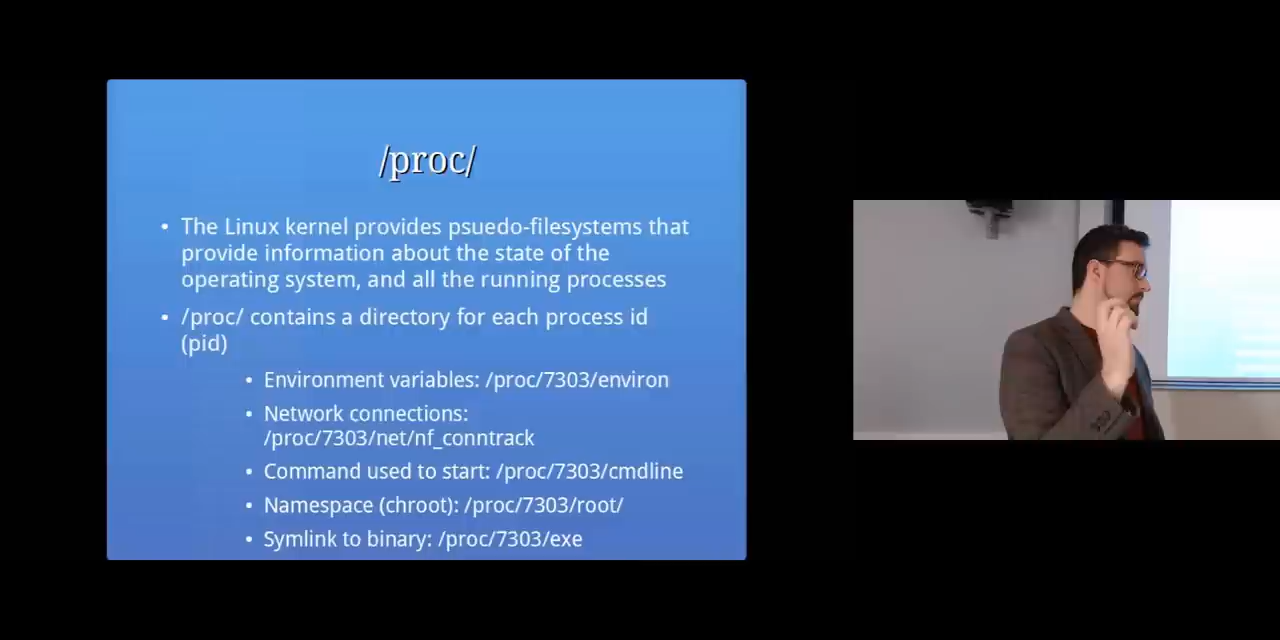 /proc/
• The Linux kernel provides psuedo-filesystems that
provide information about the state of the
operating system, and all the running processes
• /proc/ contains a directory for each process id
(pid)
• Environment variables: /proc/7303/environ
• Network connections:
/proc/7303/net/nf_conntrack
• Command used to start: /proc/7303/cmdline
• Namespace (chroot): /proc/7303/root/
• Symlink to binary: /proc/7303/exe